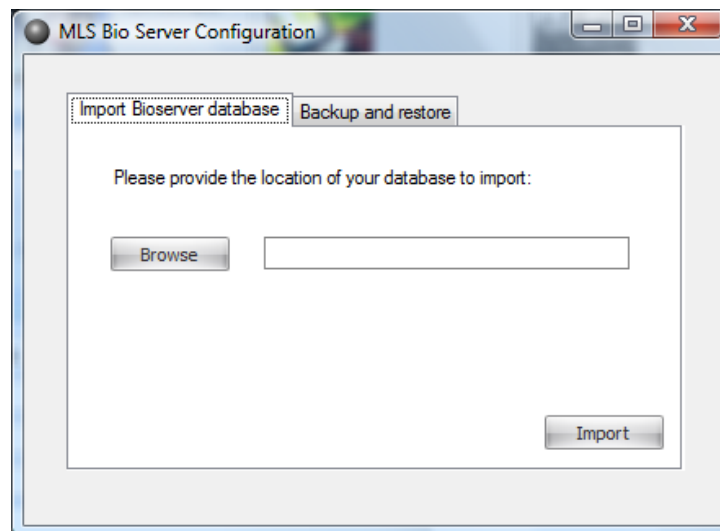 MLS Bio Server Configuration
Import Bioserver database
Backup and restore
Please provide the location of your database to import:
Browse
Import